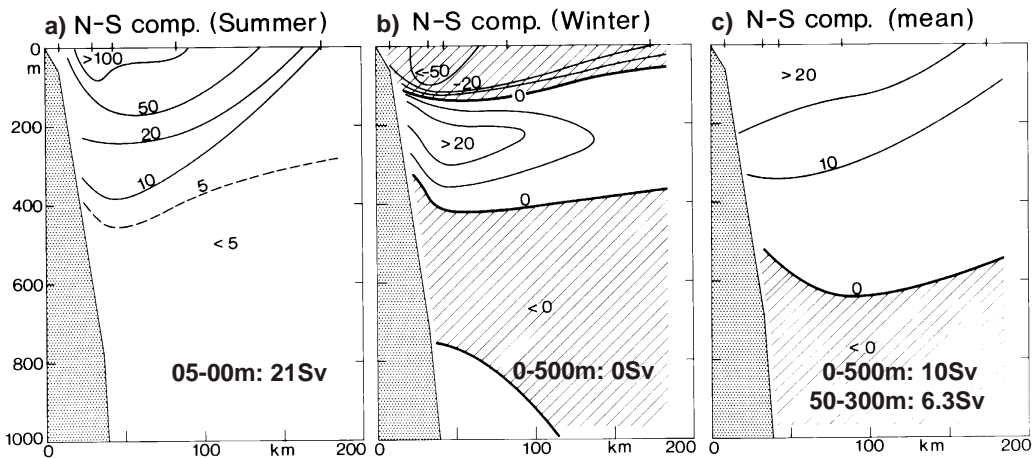 a) N-S comp. (Summer)
b) N-S comp. (Winter)
c) N-S comp. (mean)
0
m
200
400
600
800
1000
>100
50
20
10
5
< 5
05-00m: 21Sv
0
km
100
200
<-50
-20
0
>20
0
<0
0-500m: 0Sv
0
km
100
200
>20
10
0
< 0
0-500m: 10Sv
50-300m: 6.3Sv
0
100
km
200